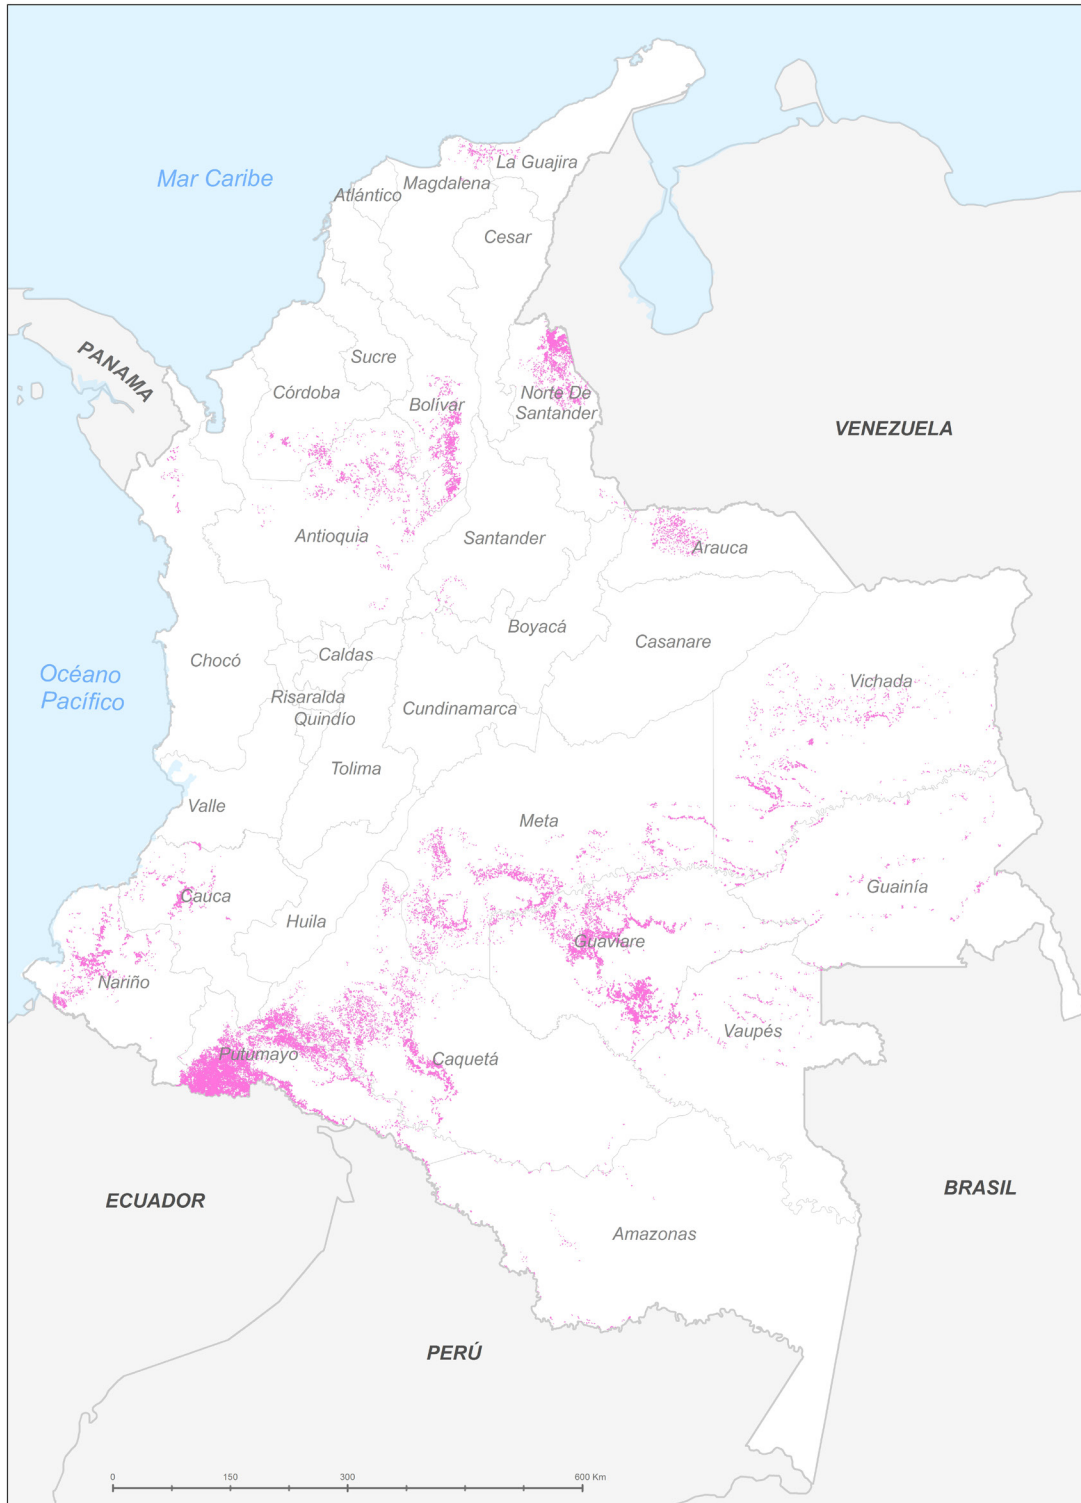 La Guajira
Mar Caribe
Magdalena
Atlántico
Cesar
PANAMA
Sucre
Córdoba
Bolívar
Norte De
Santander
VENEZUELA
Antioquia
Santander
Arauca
Boyacá
Casanare
Chocó
Caldas
Océano
Pacífico
Vichada
Risaralda
Quindío
Cundinamarca
Tolima
Valle
Meta
Cauca
Guainía
Huila
Guaviare
Nariño
Vaupés
Putumayo
Caquetá
ECUADOR
BRASIL
Amazonas
PERÚ
0 150 300 600 Km